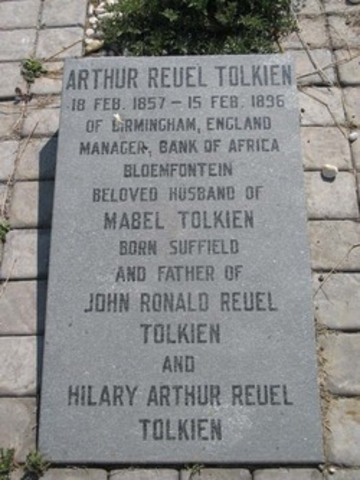 ARTHUR REUEL TOLKIEN
18 FEB. 1857 – 15 FEB. 1896
OF BIRMINGHAM, ENGLAND
MANAGER, BANK OF AFRICA
BLOEMFONTEIN
BELOVED HUSBAND OF
MABEL TOLKIEN
BORN SUFFIELD
AND FATHER OF
JOHN RONALD REUEL
TOLKIEN
AND
HILARY ARTHUR REUEL
TOLKIEN